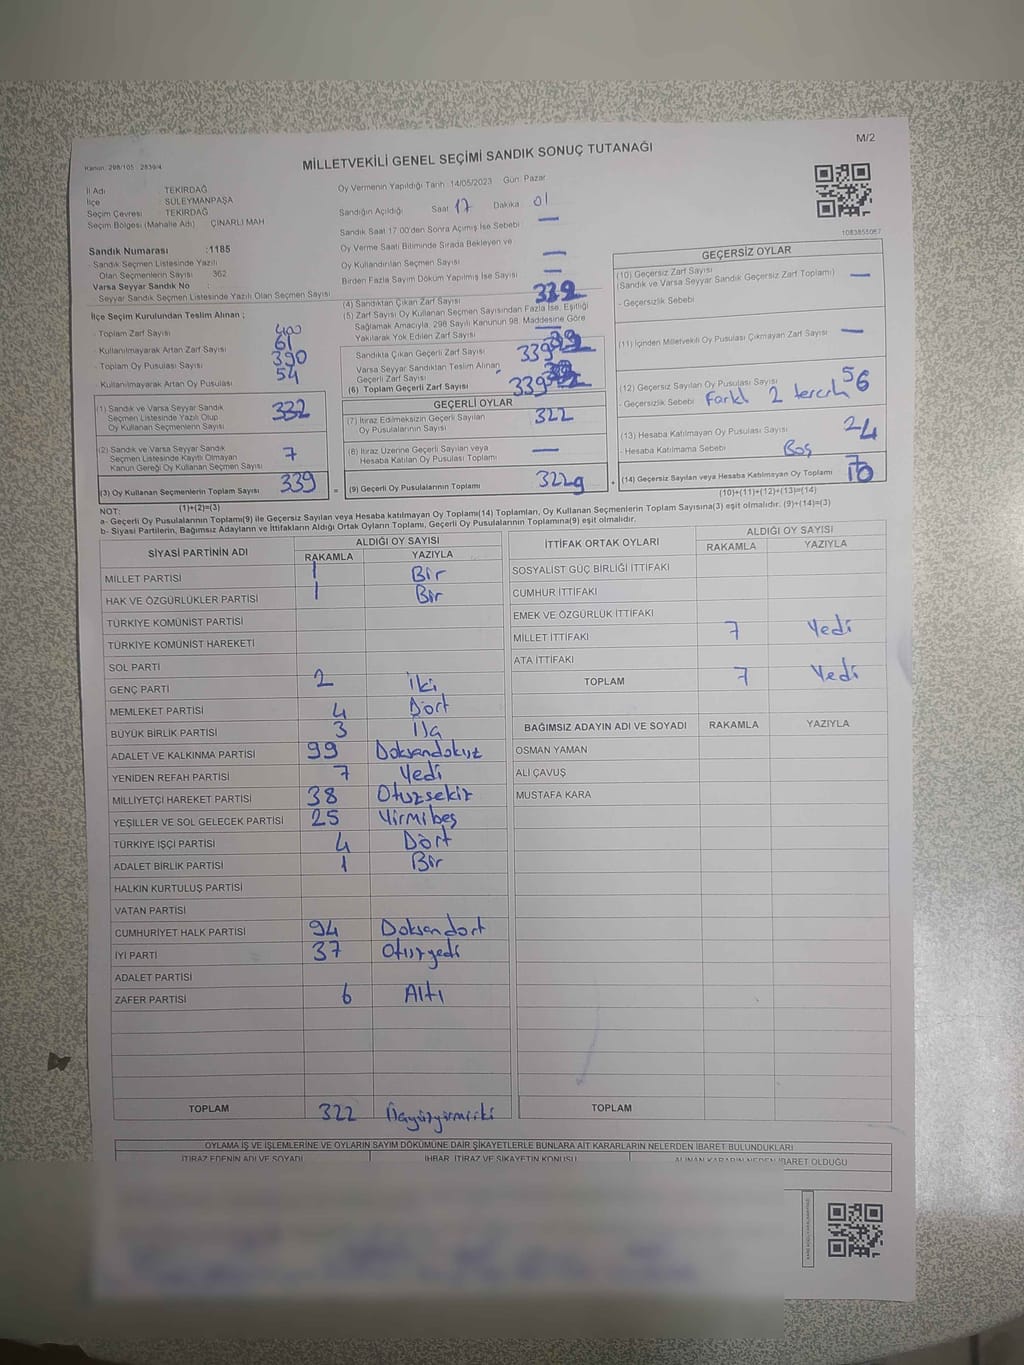 M/2
Kanun: 298/105 : 2839/4
MİLLETVEKİLİ GENEL SEÇİMİ SANDIK SONUÇ TUTANAĞI
İl Adı : TEKİRDAĞ
İlçe : SÜLEYMANPAŞA
Seçim Çevresi : TEKİRDAĞ
Seçim Bölgesi (Mahalle Adı) : ÇINARLI MAH
Sandık Numarası :1185
- Sandık Seçmen Listesinde Yazılı
Olan Seçmenlerin Sayısı : 362
Varsa Seyyar Sandık No :
Seyyar Sandık Seçmen Listesinde Yazılı Olan Seçmen Sayısı
Oy Vermenin Yapıldığı Tarih: 14/05/2023 Gün: Pazar
Sandığın Açıldığı Saat 17 Dakika 01
Sandık Saat 17:00'den Sonra Açılmış İse Sebebi —
Oy Verme Saati Bitiminde Sırada Bekleyen ve
Oy Kullandırılan Seçmen Sayısı —
Birden Fazla Sayım Döküm Yapılmış İse Sayısı —
1083855067
İlçe Seçim Kurulundan Teslim Alınan ;
- Toplam Zarf Sayısı 400
- Kullanılmayarak Artan Zarf Sayısı 61
- Toplam Oy Pusulası Sayısı 390
- Kullanılmayarak Artan Oy Pusulası 54
(1) Sandık ve Varsa Seyyar Sandık
Seçmen Listesinde Yazılı Olup
Oy Kullanan Seçmenlerin Sayısı 332
(2) Sandık ve Varsa Seyyar Sandık
Seçmen Listesinde Kayıtlı Olmayan
Kanun Gereği Oy Kullanan Seçmen Sayısı 7
(3) Oy Kullanan Seçmenlerin Toplam Sayısı 339
(1)+(2)=(3)
(4) Sandıktan Çıkan Zarf Sayısı 339
(5) Zarf Sayısı Oy Kullanan Seçmen Sayısından Fazla İse, Eşitliği
Sağlamak Amacıyla, 298 Sayılı Kanunun 98. Maddesine Göre
Yakılarak Yok Edilen Zarf Sayısı —
Sandıkta Çıkan Geçerli Zarf Sayısı 339
Varsa Seyyar Sandıktan Teslim Alınan
Geçerli Zarf Sayısı
(6) Toplam Geçerli Zarf Sayısı 339
GEÇERLİ OYLAR
(7) İtiraz Edilmeksizin Geçerli Sayılan
Oy Pusulalarının Sayısı 322
(8) İtiraz Üzerine Geçerli Sayılan veya
Hesaba Katılan Oy Pusulası Toplamı —
= (9) Geçerli Oy Pusulalarının Toplamı 322
GEÇERSİZ OYLAR
(10) Geçersiz Zarf Sayısı
(Sandık ve Varsa Seyyar Sandık Geçersiz Zarf Toplamı) —
- Geçersizlik Sebebi
(11) İçinden Milletvekili Oy Pusulası Çıkmayan Zarf Sayısı —
(12) Geçersiz Sayılan Oy Pusulası Sayısı
- Geçersizlik Sebebi Farklı 2 tercih
(13) Hesaba Katılmayan Oy Pusulası Sayısı
- Hesaba Katılmama Sebebi Boş
+ (14) Geçersiz Sayılan veya Hesaba Katılmayan Oy Toplamı
(10)+(11)+(12)+(13)=(14)
NOT:
a- Geçerli Oy Pusulalarının Toplamı(9) ile Geçersiz Sayılan veya Hesaba katılmayan Oy Toplamı(14) Toplamları, Oy Kullanan Seçmenlerin Toplam Sayısına(3) eşit olmalıdır. (9)+(14)=(3)
b- Siyasi Partilerin, Bağımsız Adayların ve İttifakların Aldığı Ortak Oyların Toplamı, Geçerli Oy Pusulalarının Toplamına(9) eşit olmalıdır.
SİYASİ PARTİNİN ADI ALDIĞI OY SAYISI
RAKAMLA YAZIYLA
MİLLET PARTİSİ 1 Bir
HAK VE ÖZGÜRLÜKLER PARTİSİ 1 Bir
TÜRKİYE KOMÜNİST PARTİSİ
TÜRKİYE KOMÜNİST HAREKETİ
SOL PARTİ
GENÇ PARTİ 2 İki
MEMLEKET PARTİSİ 4 Dört
BÜYÜK BİRLİK PARTİSİ 3 Üç
ADALET VE KALKINMA PARTİSİ 99 Doksandokuz
YENİDEN REFAH PARTİSİ 7 Yedi
MİLLİYETÇİ HAREKET PARTİSİ 38 Otuzsekiz
YEŞİLLER VE SOL GELECEK PARTİSİ 25 Yirmibeş
TÜRKİYE İŞÇİ PARTİSİ 4 Dört
ADALET BİRLİK PARTİSİ 1 Bir
HALKIN KURTULUŞ PARTİSİ
VATAN PARTİSİ
CUMHURİYET HALK PARTİSİ 94 Doksandört
İYİ PARTİ 37 Otuzyedi
ADALET PARTİSİ
ZAFER PARTİSİ 6 Altı
TOPLAM 322 Üçyüzyirmiiki
İTTİFAK ORTAK OYLARI ALDIĞI OY SAYISI
RAKAMLA YAZIYLA
SOSYALİST GÜÇ BİRLİĞİ İTTİFAKI
CUMHUR İTTİFAKI
EMEK VE ÖZGÜRLÜK İTTİFAKI
MİLLET İTTİFAKI 7 Yedi
ATA İTTİFAKI
TOPLAM 7 Yedi
BAĞIMSIZ ADAYIN ADI VE SOYADI RAKAMLA YAZIYLA
OSMAN YAMAN
ALİ ÇAVUŞ
MUSTAFA KARA
TOPLAM
OYLAMA İŞ VE İŞLEMLERİNE VE OYLARIN SAYIM DÖKÜMÜNE DAİR ŞİKAYETLERLE BUNLARA AİT KARARLARIN NELERDEN İBARET BULUNDUKLARI
İTİRAZ EDENİN ADI VE SOYADI İHBAR, İTİRAZ VE ŞİKAYETİN KONUSU ALINAN KARARIN NEDEN İBARET OLDUĞU